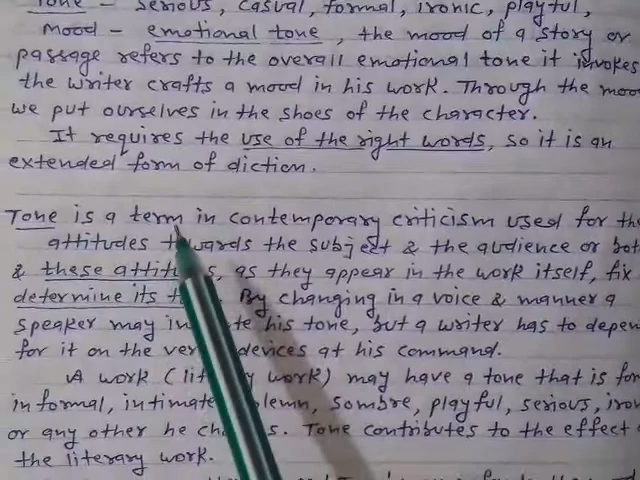 Tone - serious, casual, formal, ironic, playful,
Mood - emotional tone, the mood of a story or
passage refers to the overall emotional tone it invokes
the writer crafts a mood in his work. Through the mood
we put ourselves in the shoes of the character.
It requires the use of the right words, so it is an
extended form of diction.
Tone is a term in contemporary criticism used for the
attitudes towards the subject & the audience or both
& these, as they appear in the work itself, fix
determine its. By changing in a voice & manner a
speaker may his tone, but a writer has to depen
for it on the devices at his command.
A work (work) may have a tone that is for
in formal, intimate, sombre, playful, serious, iron
or any other he. Tone contributes to the effect
the literary work.